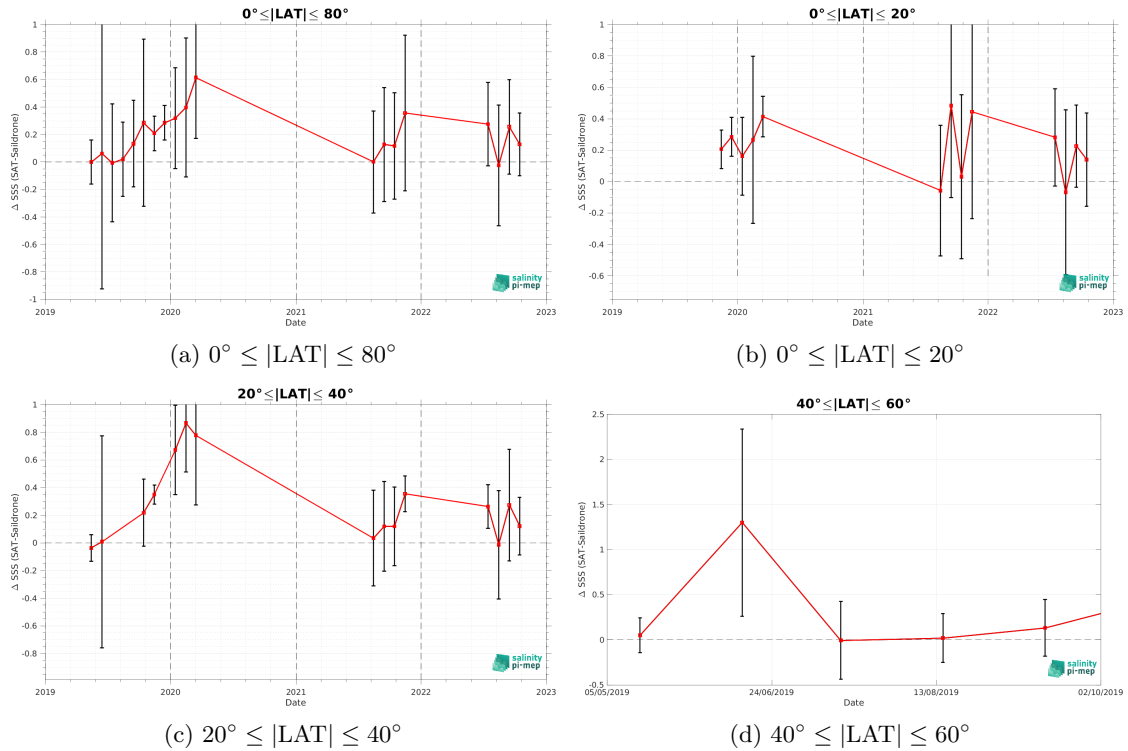 0°≤|LAT|≤ 80°
1
0.8
0.6
0.4
0.2
0
-0.2
-0.4
-0.6
-0.8
-1
Δ SSS (SAT-Saildrone)
2019
2020
2021
2022
2023
Date
salinity
pi-mep
(a) 0° ≤ |LAT| ≤ 80°
0°≤|LAT|≤ 20°
1
0.8
0.6
0.4
0.2
0
-0.2
-0.4
-0.6
Δ SSS (SAT-Saildrone)
2019
2020
2021
2022
2023
Date
salinity
pi-mep
(b) 0° ≤ |LAT| ≤ 20°
20°≤|LAT|≤ 40°
1
0.8
0.6
0.4
0.2
0
-0.2
-0.4
-0.6
-0.8
Δ SSS (SAT-Saildrone)
2019
2020
2021
2022
2023
Date
salinity
pi-mep
(c) 20° ≤ |LAT| ≤ 40°
40°≤|LAT|≤ 60°
2.5
2
1.5
1
0.5
0
-0.5
Δ SSS (SAT-Saildrone)
05/05/2019
24/06/2019
13/08/2019
02/10/2019
Date
salinity
pi-mep
(d) 40° ≤ |LAT| ≤ 60°